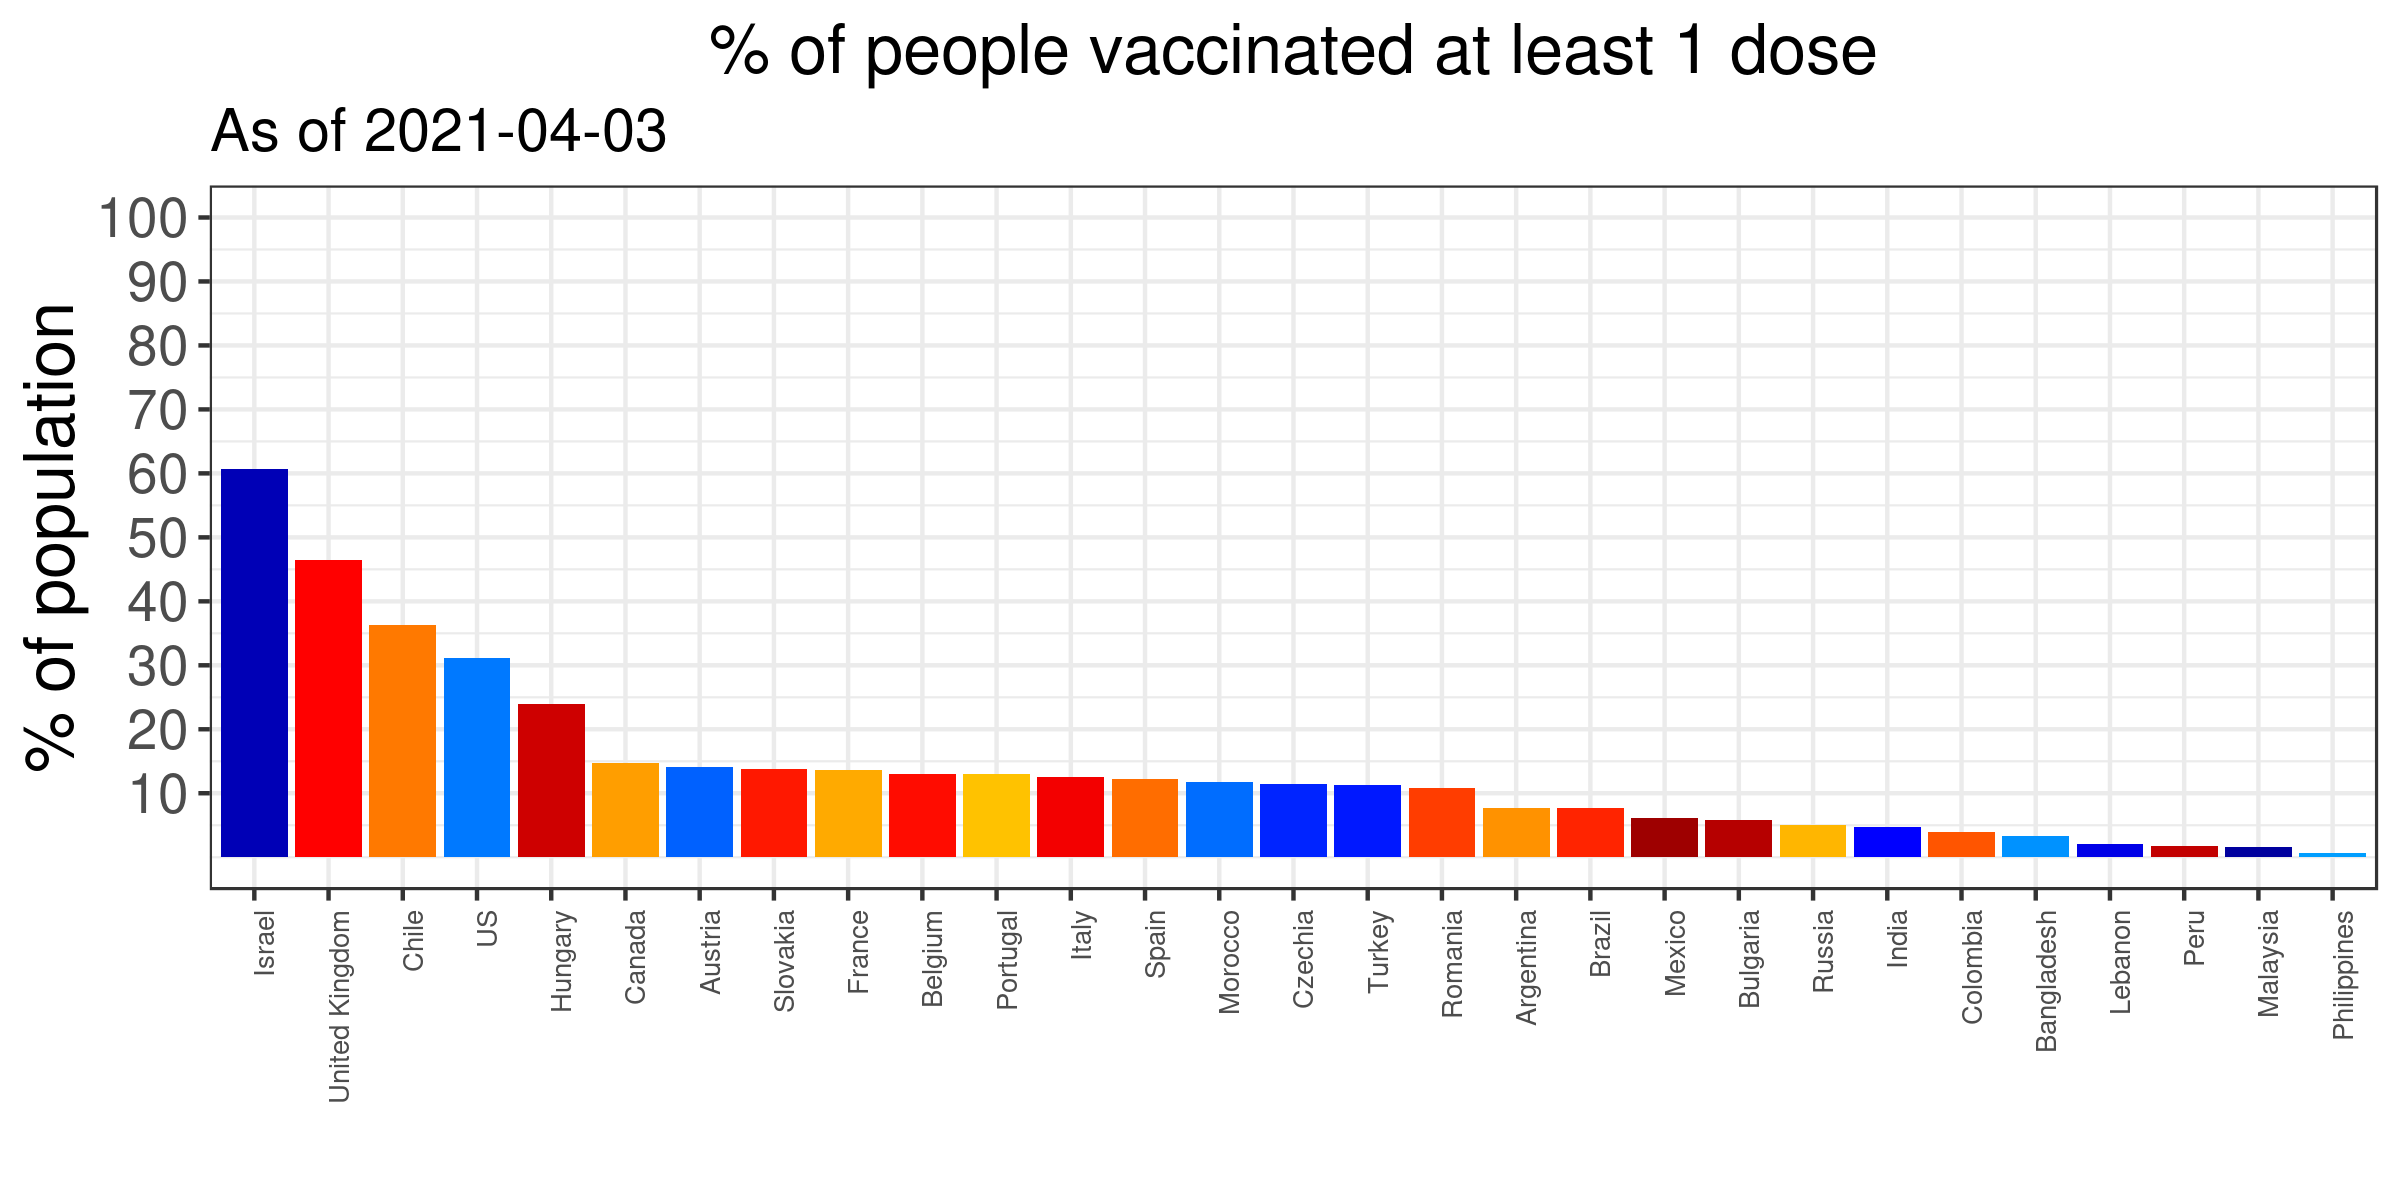 % of people vaccinated at least 1 dose
As of 2021-04-03
% of population
100
90
80
70
60
50
40
30
20
10
Israel
United Kingdom
Chile
US
Hungary
Canada
Austria
Slovakia
France
Belgium
Portugal
Italy
Spain
Morocco
Czechia
Turkey
Romania
Argentina
Brazil
Mexico
Bulgaria
Russia
India
Colombia
Bangladesh
Lebanon
Peru
Malaysia
Philippines